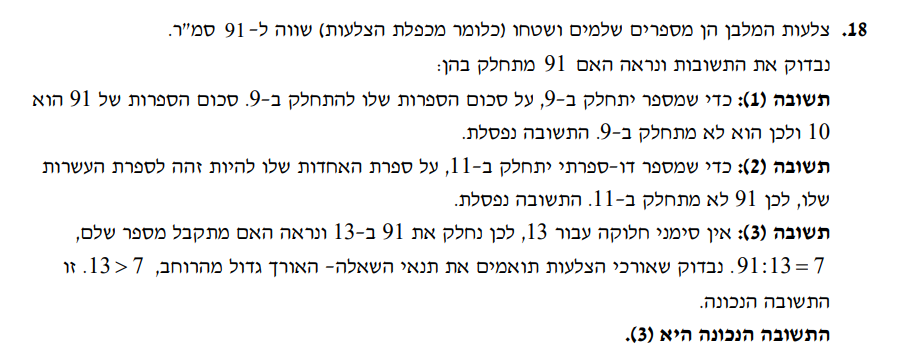 18. צלעות המלבן הן מספרים שלמים ושטחו (כלומר מכפלת הצלעות) שווה ל-91 סמ"ר.
נבדוק את התשובות ונראה האם 91 מתחלק בהן:
תשובה (1): כדי שמספר יתחלק ב-9, על סכום הספרות שלו להתחלק ב-9. סכום הספרות של 91 הוא
10 ולכן הוא לא מתחלק ב-9. התשובה נפסלת.
תשובה (2): כדי שמספר דו-ספרתי יתחלק ב-11, על ספרת האחדות שלו להיות זהה לספרת העשרות
שלו, לכן 91 לא מתחלק ב-11. התשובה נפסלת.
תשובה (3): אין סימני חלוקה עבור 13, לכן נחלק את 91 ב-13 ונראה האם מתקבל מספר שלם,
91:13 = 7. נבדוק שאורכי הצלעות תואמים את תנאי השאלה- האורך גדול מהרוחב, 13 > 7. זו
התשובה הנכונה.
התשובה הנכונה היא (3).